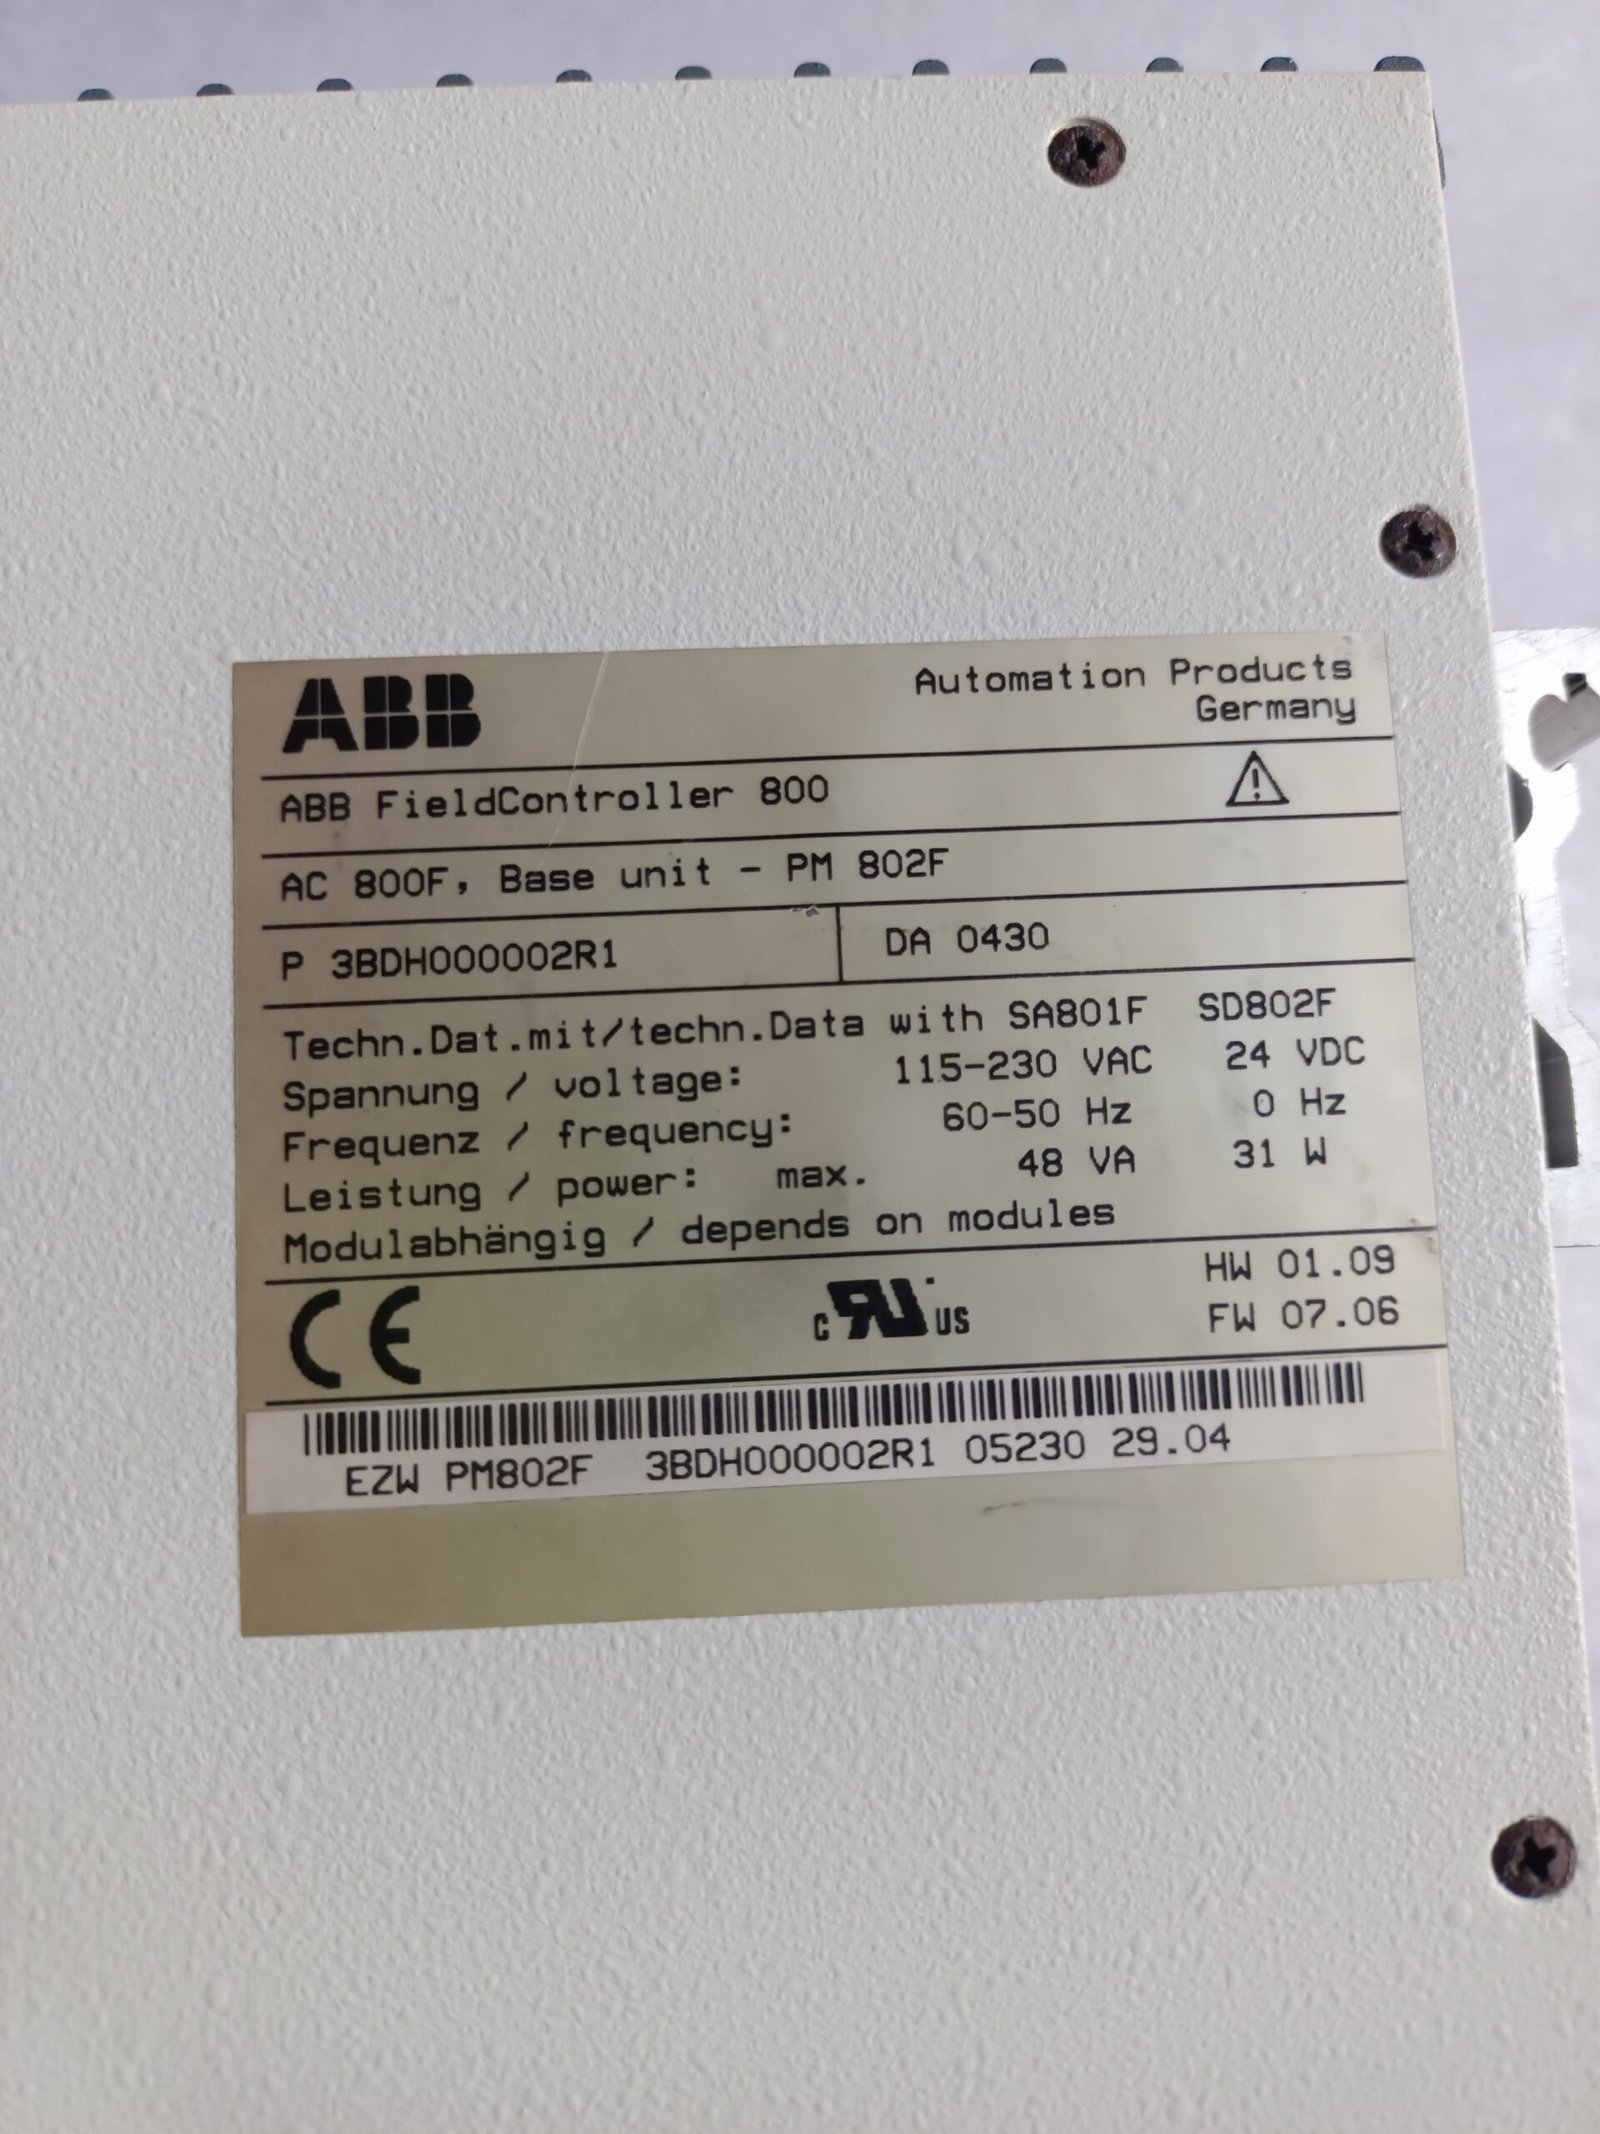 ABB
Automation Products
Germany
ABB FieldController 800
AC 800F, Base unit - PM 802F
P 3BDH000002R1 DA 0430
Techn.Dat.mit/techn.Data with SA801F SD802F
Spannung / voltage: 115-230 VAC 24 VDC
Frequenz / frequency: 60-50 Hz 0 Hz
Leistung / power: max. 48 VA 31 W
Modulabhängig / depends on modules
CE c RU US
HW 01.09
FW 07.06
EZW PM802F 3BDH000002R1 05230 29.04